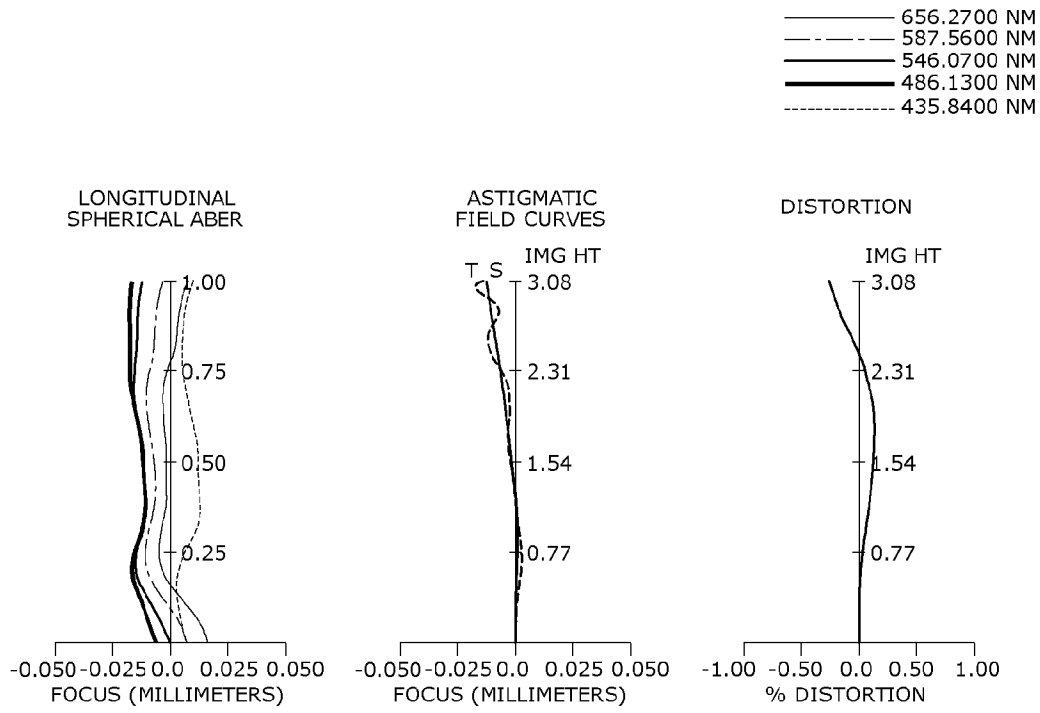 656.2700 NM
587.5600 NM
546.0700 NM
486.1300 NM
435.8400 NM
LONGITUDINAL
SPHERICAL ABER
1.00
0.75
0.50
0.25
-0.050
-0.025
0.0
0.025
0.050
FOCUS (MILLIMETERS)
ASTIGMATIC
FIELD CURVES
IMG HT
T S
3.08
2.31
1.54
0.77
-0.050
-0.025
0.0
0.025
0.050
FOCUS (MILLIMETERS)
DISTORTION
IMG HT
3.08
2.31
1.54
0.77
-1.00
-0.50
0.0
0.50
1.00
% DISTORTION